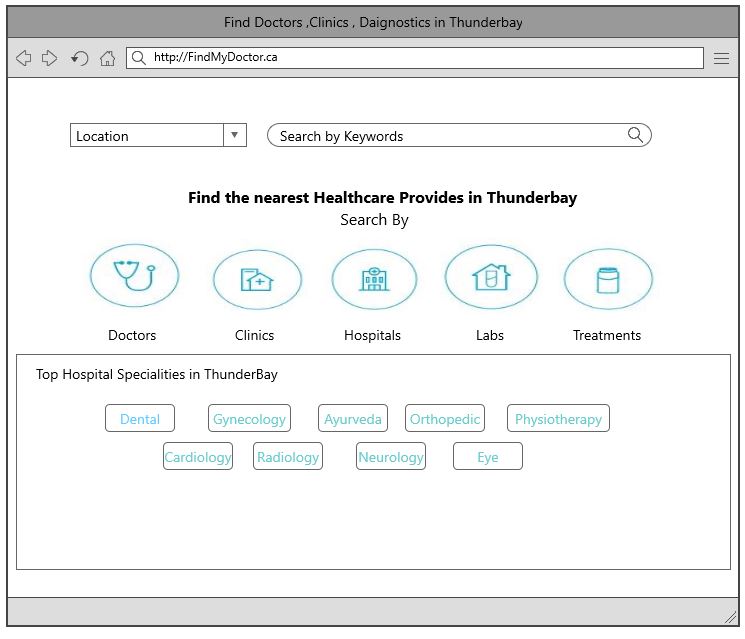 Find Doctors ,Clinics , Daignostics in Thunderbay
http://FindMyDoctor.ca
Location Search by Keywords
Find the nearest Healthcare Provides in Thunderbay
Search By
Doctors Clinics Hospitals Labs Treatments
Top Hospital Specialities in ThunderBay
Dental Gynecology Ayurveda Orthopedic Physiotherapy
Cardiology Radiology Neurology Eye